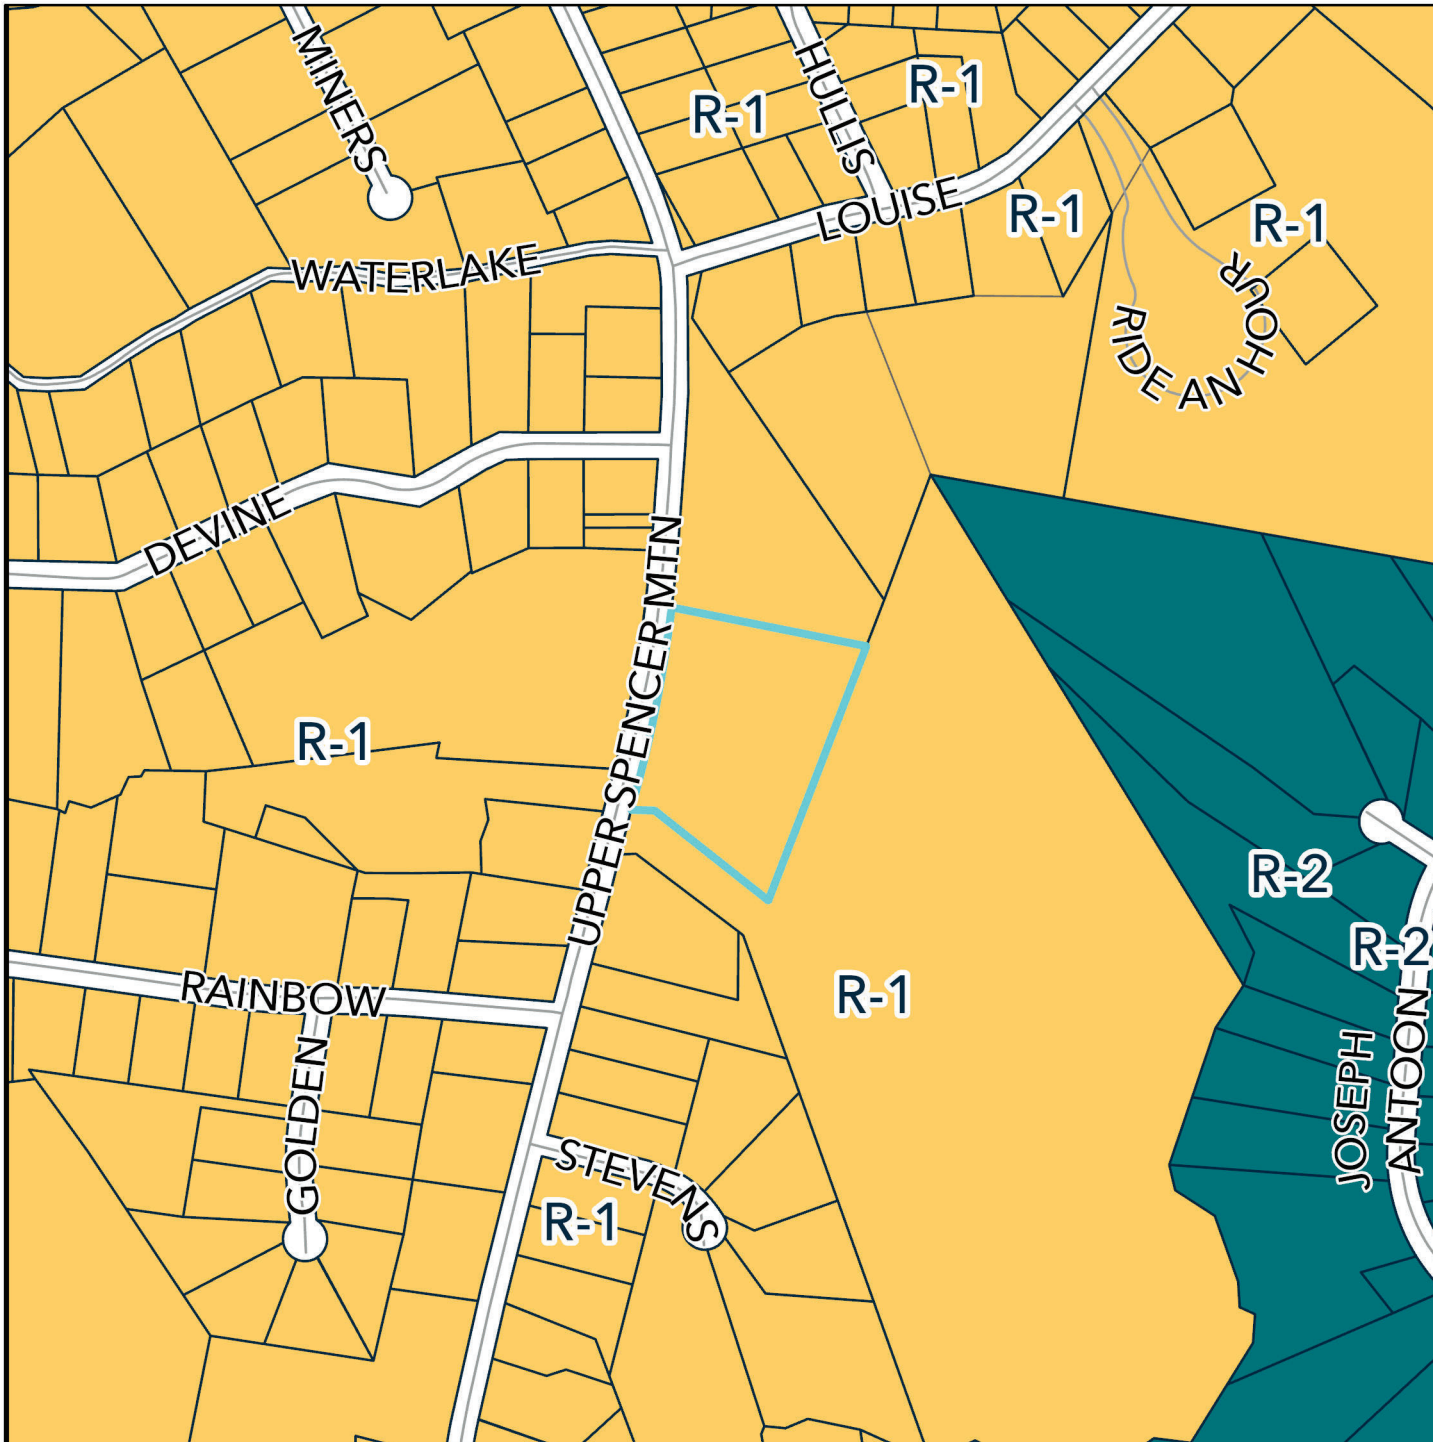 MINERS
HULLIS
R-1
R-1
LOUISE
R-1
R-1
WATERLAKE
RIDE AN HOUR
DEVINE
UPPER SPENCER MTN
R-1
R-2
R-2
RAINBOW
R-1
GOLDEN
JOSEPH
ANTOON
STEVENS
R-1